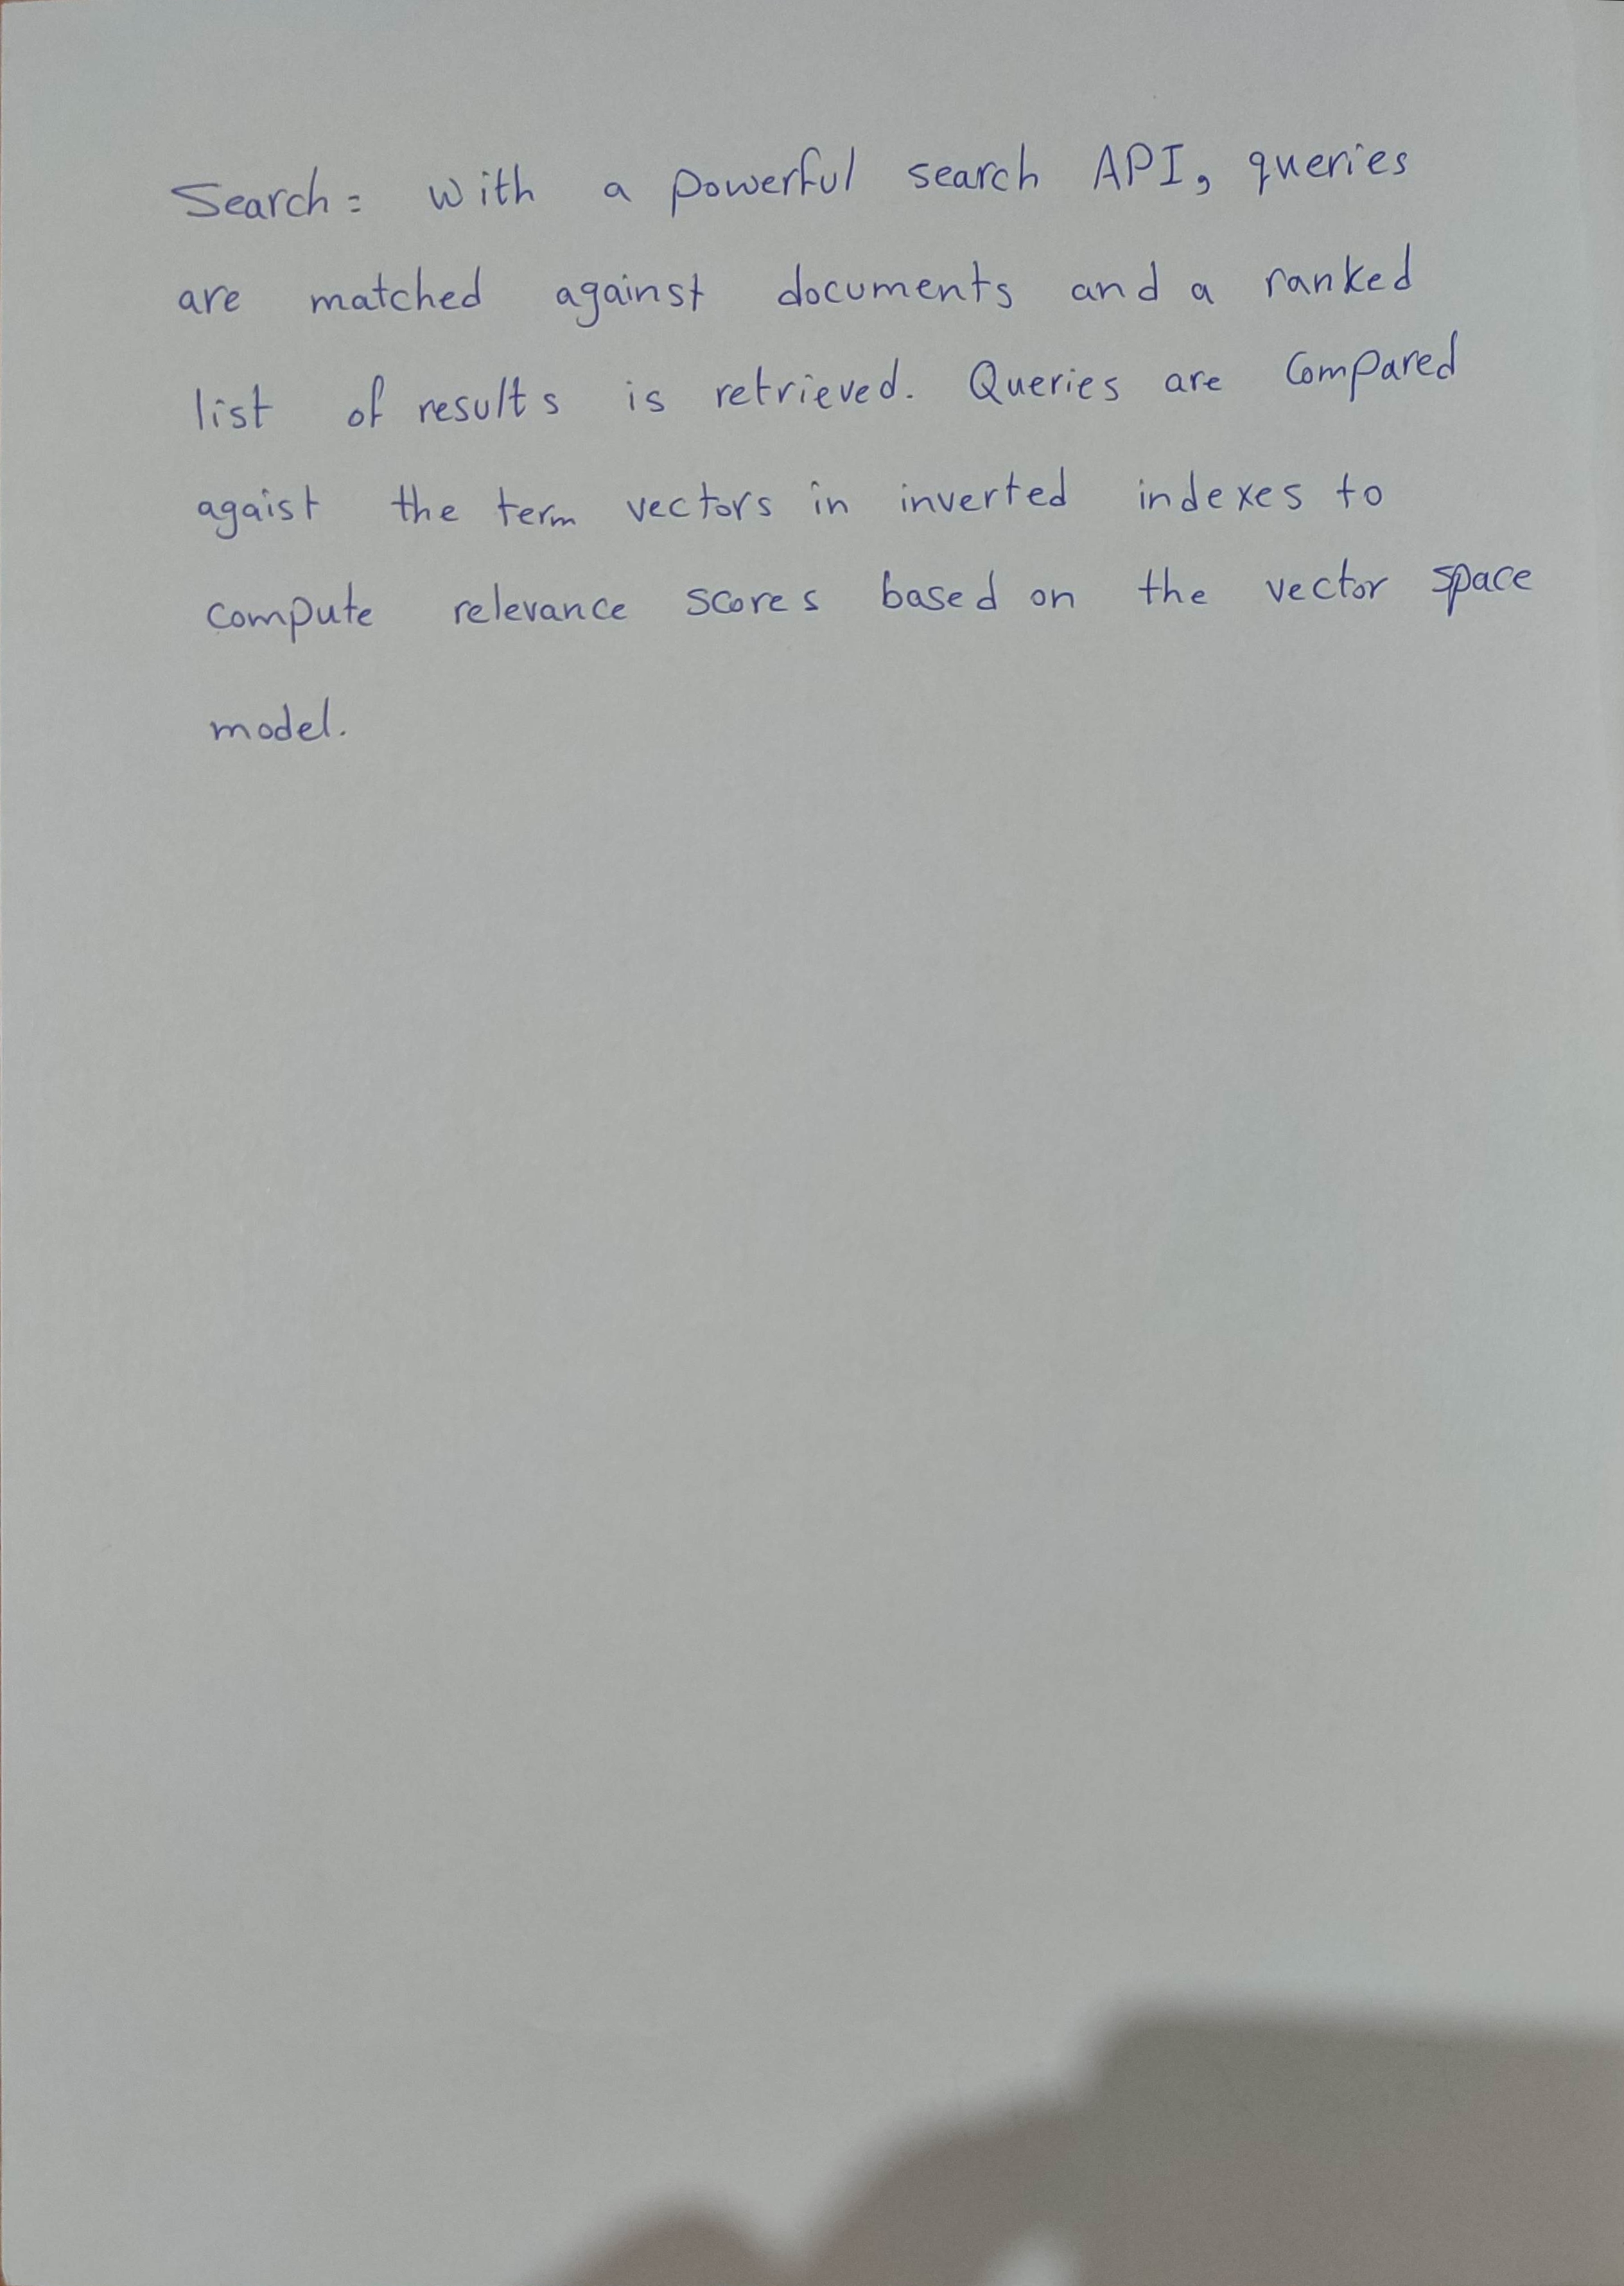 Search: with a powerful search API, queries
are matched against documents and a ranked
list of results is retrieved. Queries are compared
agaist the term vectors in inverted indexes to
compute relevance scores based on the vector space
model.